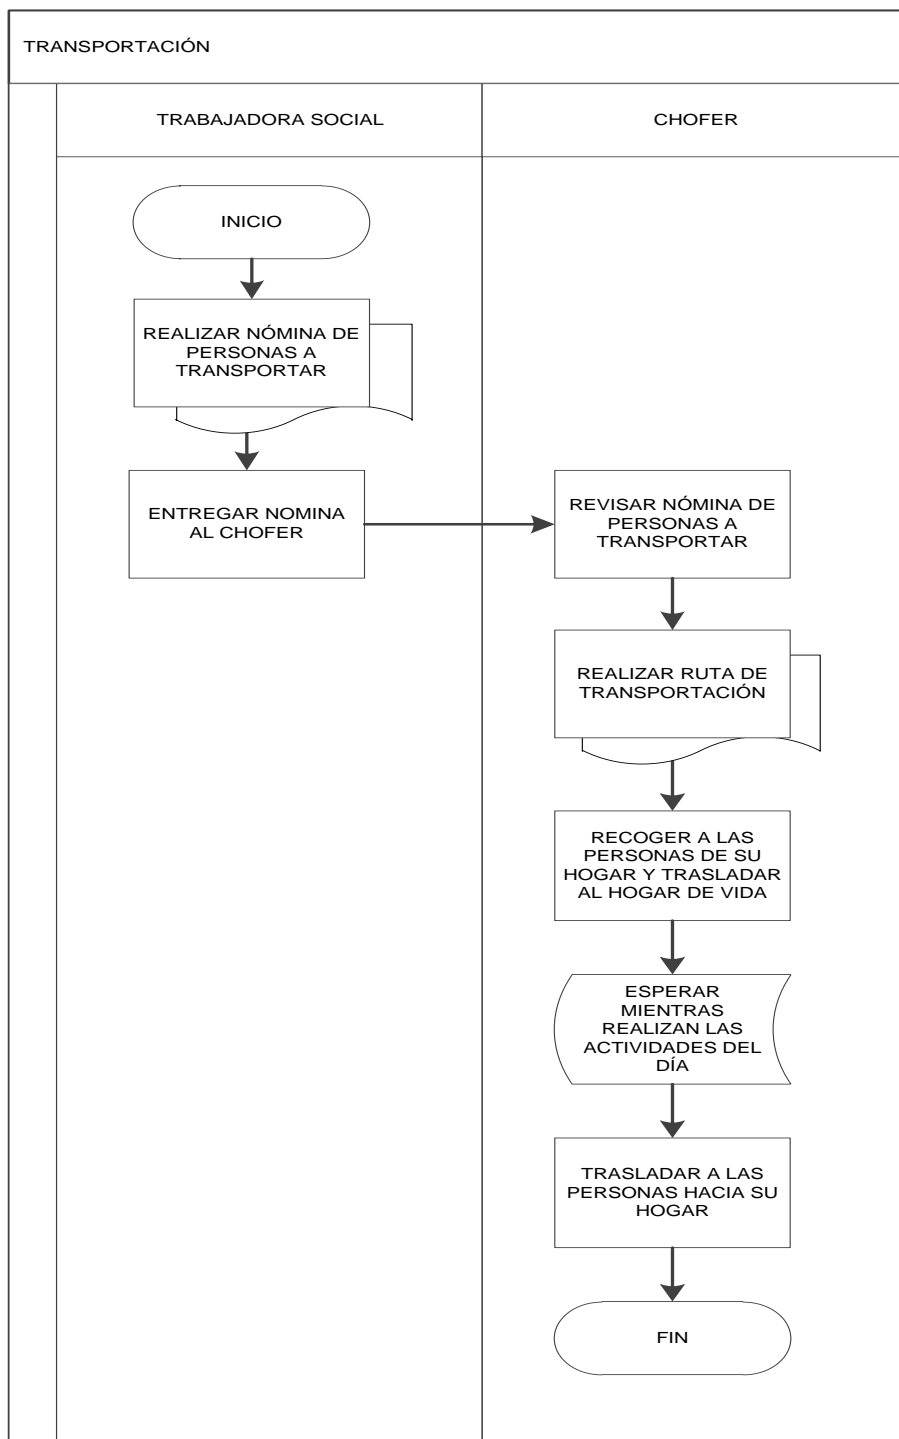 TRANSPORTACIÓN
TRABAJADORA SOCIAL
CHOFER
INICIO
REALIZAR NÓMINA DE
PERSONAS A
TRANSPORTAR
ENTREGAR NOMINA
AL CHOFER
REVISAR NÓMINA DE
PERSONAS A
TRANSPORTAR
REALIZAR RUTA DE
TRANSPORTACIÓN
RECOGER A LAS
PERSONAS DE SU
HOGAR Y TRASLADAR
AL HOGAR DE VIDA
ESPERAR
MIENTRAS
REALIZAN LAS
ACTIVIDADES DEL
DÍA
TRASLADAR A LAS
PERSONAS HACIA SU
HOGAR
FIN